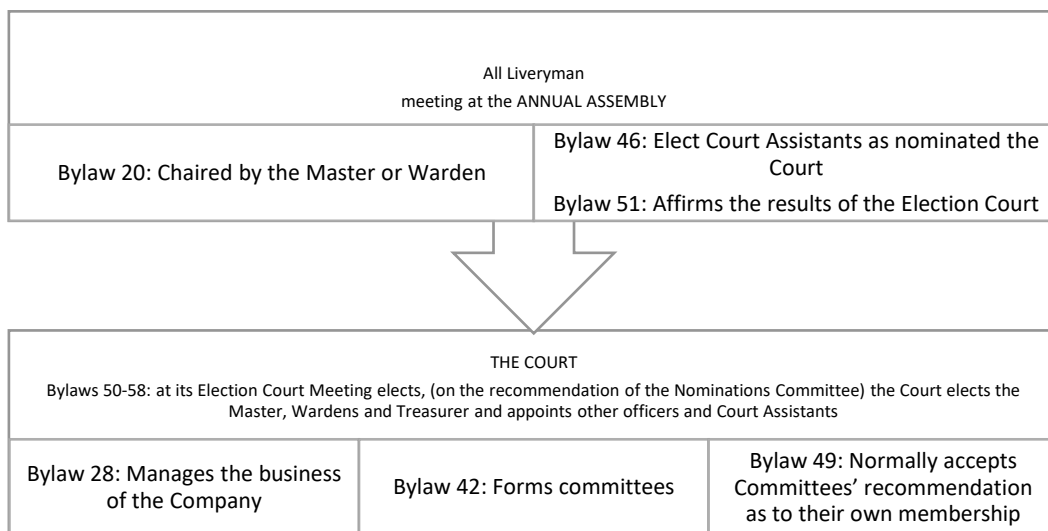 All Liveryman
meeting at the ANNUAL ASSEMBLY
Bylaw 20: Chaired by the Master or Warden
Bylaw 46: Elect Court Assistants as nominated the
Court
Bylaw 51: Affirms the results of the Election Court
THE COURT
Bylaws 50-58: at its Election Court Meeting elects, (on the recommendation of the Nominations Committee) the Court elects the
Master, Wardens and Treasurer and appoints other officers and Court Assistants
Bylaw 28: Manages the business
of the Company
Bylaw 42: Forms committees
Bylaw 49: Normally accepts
Committees’ recommendation
as to their own membership